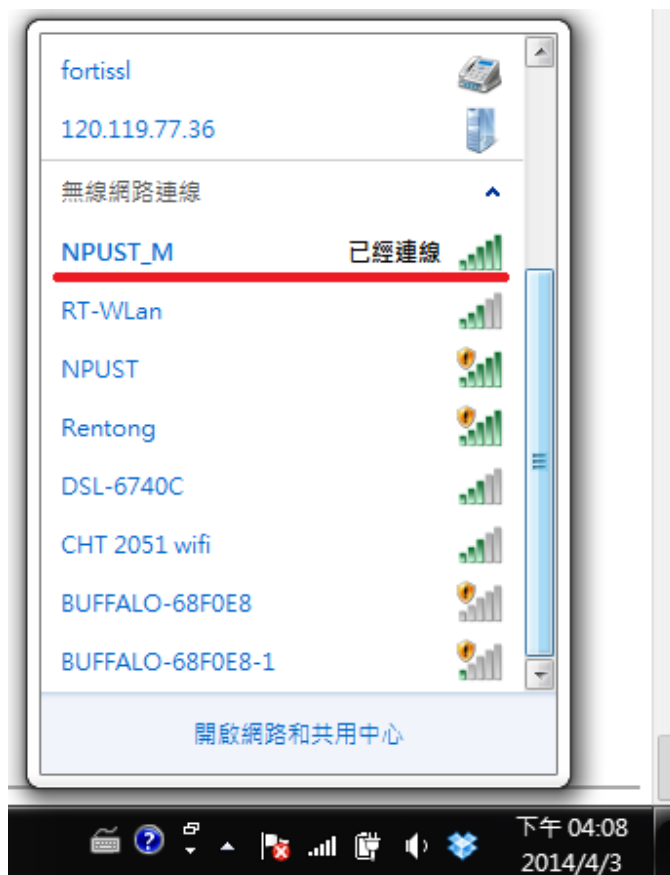 fortissl
120.119.77.36
無線網路連線
NPUST_M 已經連線
RT-WLan
NPUST
Rentong
DSL-6740C
CHT 2051 wifi
BUFFALO-68F0E8
BUFFALO-68F0E8-1
開啟網路和共用中心
下午 04:08
2014/4/3